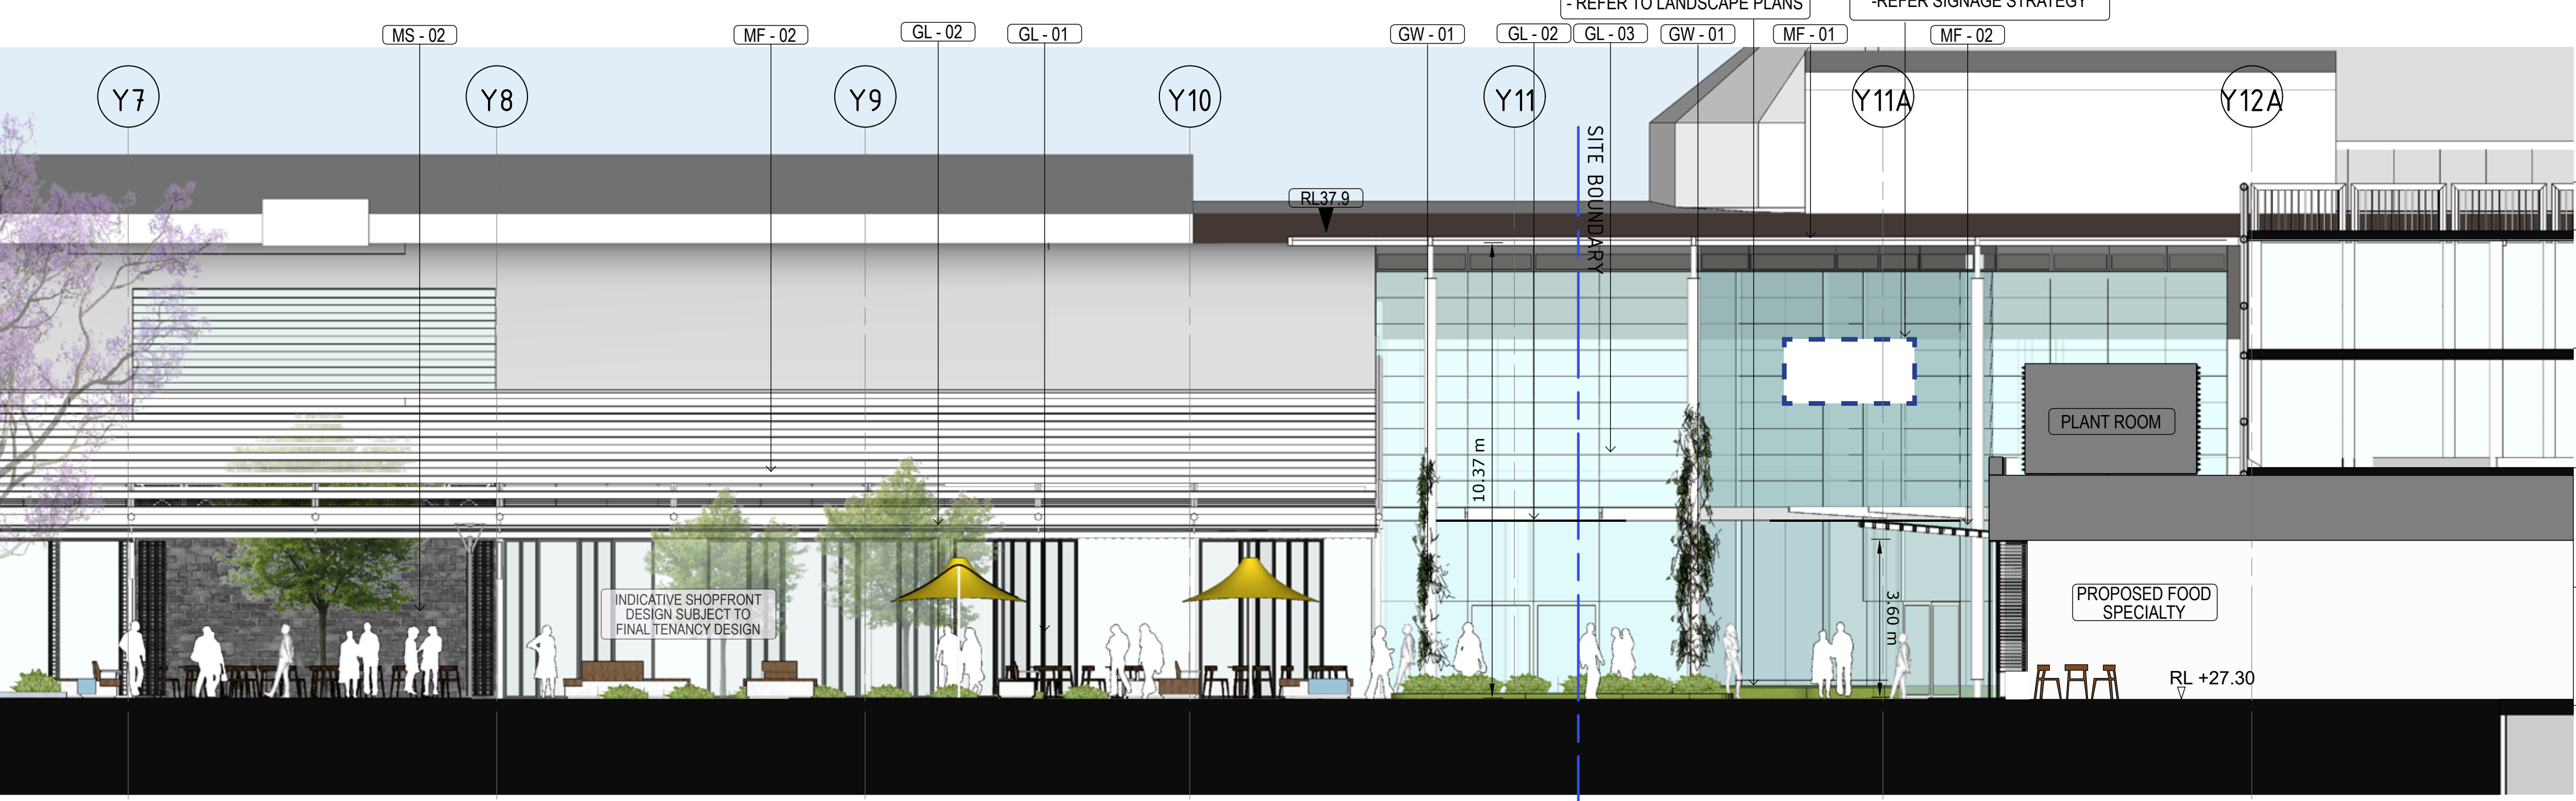 - REFER TO LANDSCAPE PLANS
-REFER SIGNAGE STRATEGY
MS - 02
MF - 02
GL - 02
GL - 01
GW - 01
GL - 02
GL - 03
GW - 01
MF - 01
MF - 02
Y7
Y8
Y9
Y10
Y11
Y11A
Y12A
SITE BOUNDARY
RL37.9
10.37 m
3.60 m
PLANT ROOM
INDICATIVE SHOPFRONT
DESIGN SUBJECT TO
FINAL TENANCY DESIGN
PROPOSED FOOD
SPECIALTY
RL +27.30